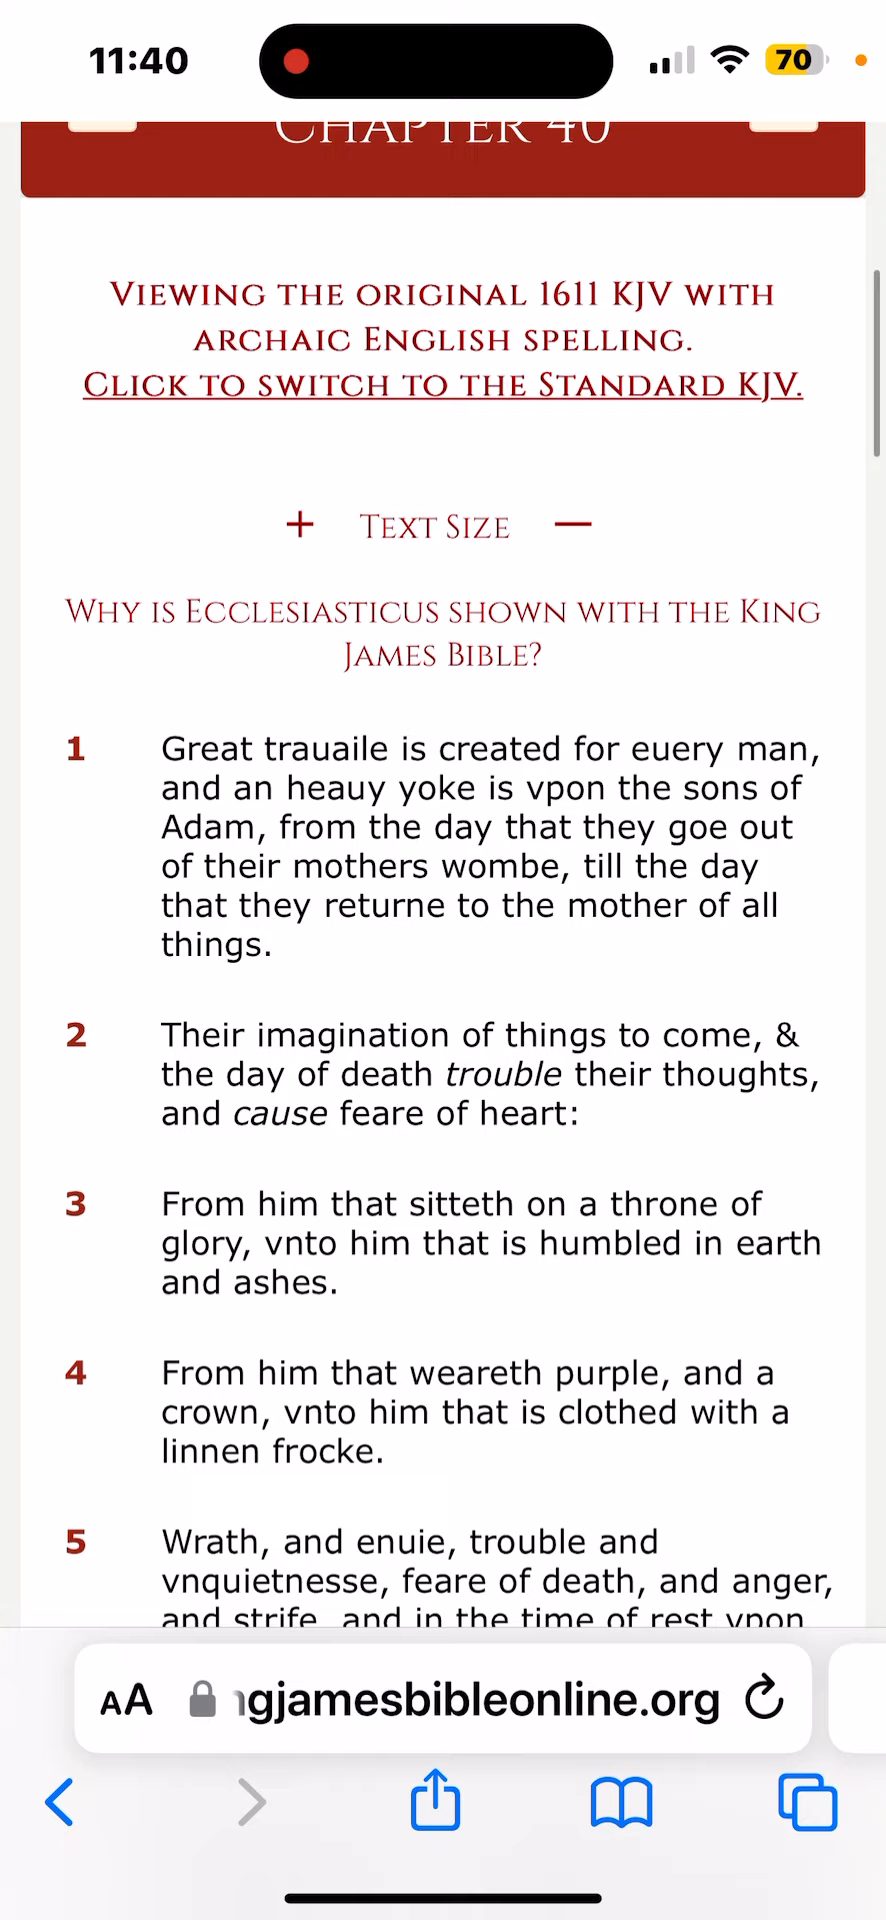 11:40
70
CHAPTER 40
VIEWING THE ORIGINAL 1611 KJV WITH
ARCHAIC ENGLISH SPELLING.
CLICK TO SWITCH TO THE STANDARD KJV.
+ TEXT SIZE —
WHY IS ECCLESIASTICUS SHOWN WITH THE KING
JAMES BIBLE?
1 Great trauaile is created for euery man,
and an heauy yoke is vpon the sons of
Adam, from the day that they goe out
of their mothers wombe, till the day
that they returne to the mother of all
things.
2 Their imagination of things to come, &
the day of death trouble their thoughts,
and cause feare of heart:
3 From him that sitteth on a throne of
glory, vnto him that is humbled in earth
and ashes.
4 From him that weareth purple, and a
crown, vnto him that is clothed with a
linnen frocke.
5 Wrath, and enuie, trouble and
vnquietnesse, feare of death, and anger,
and strife, and in the time of rest vpon
AA ngjamesbibleonline.org